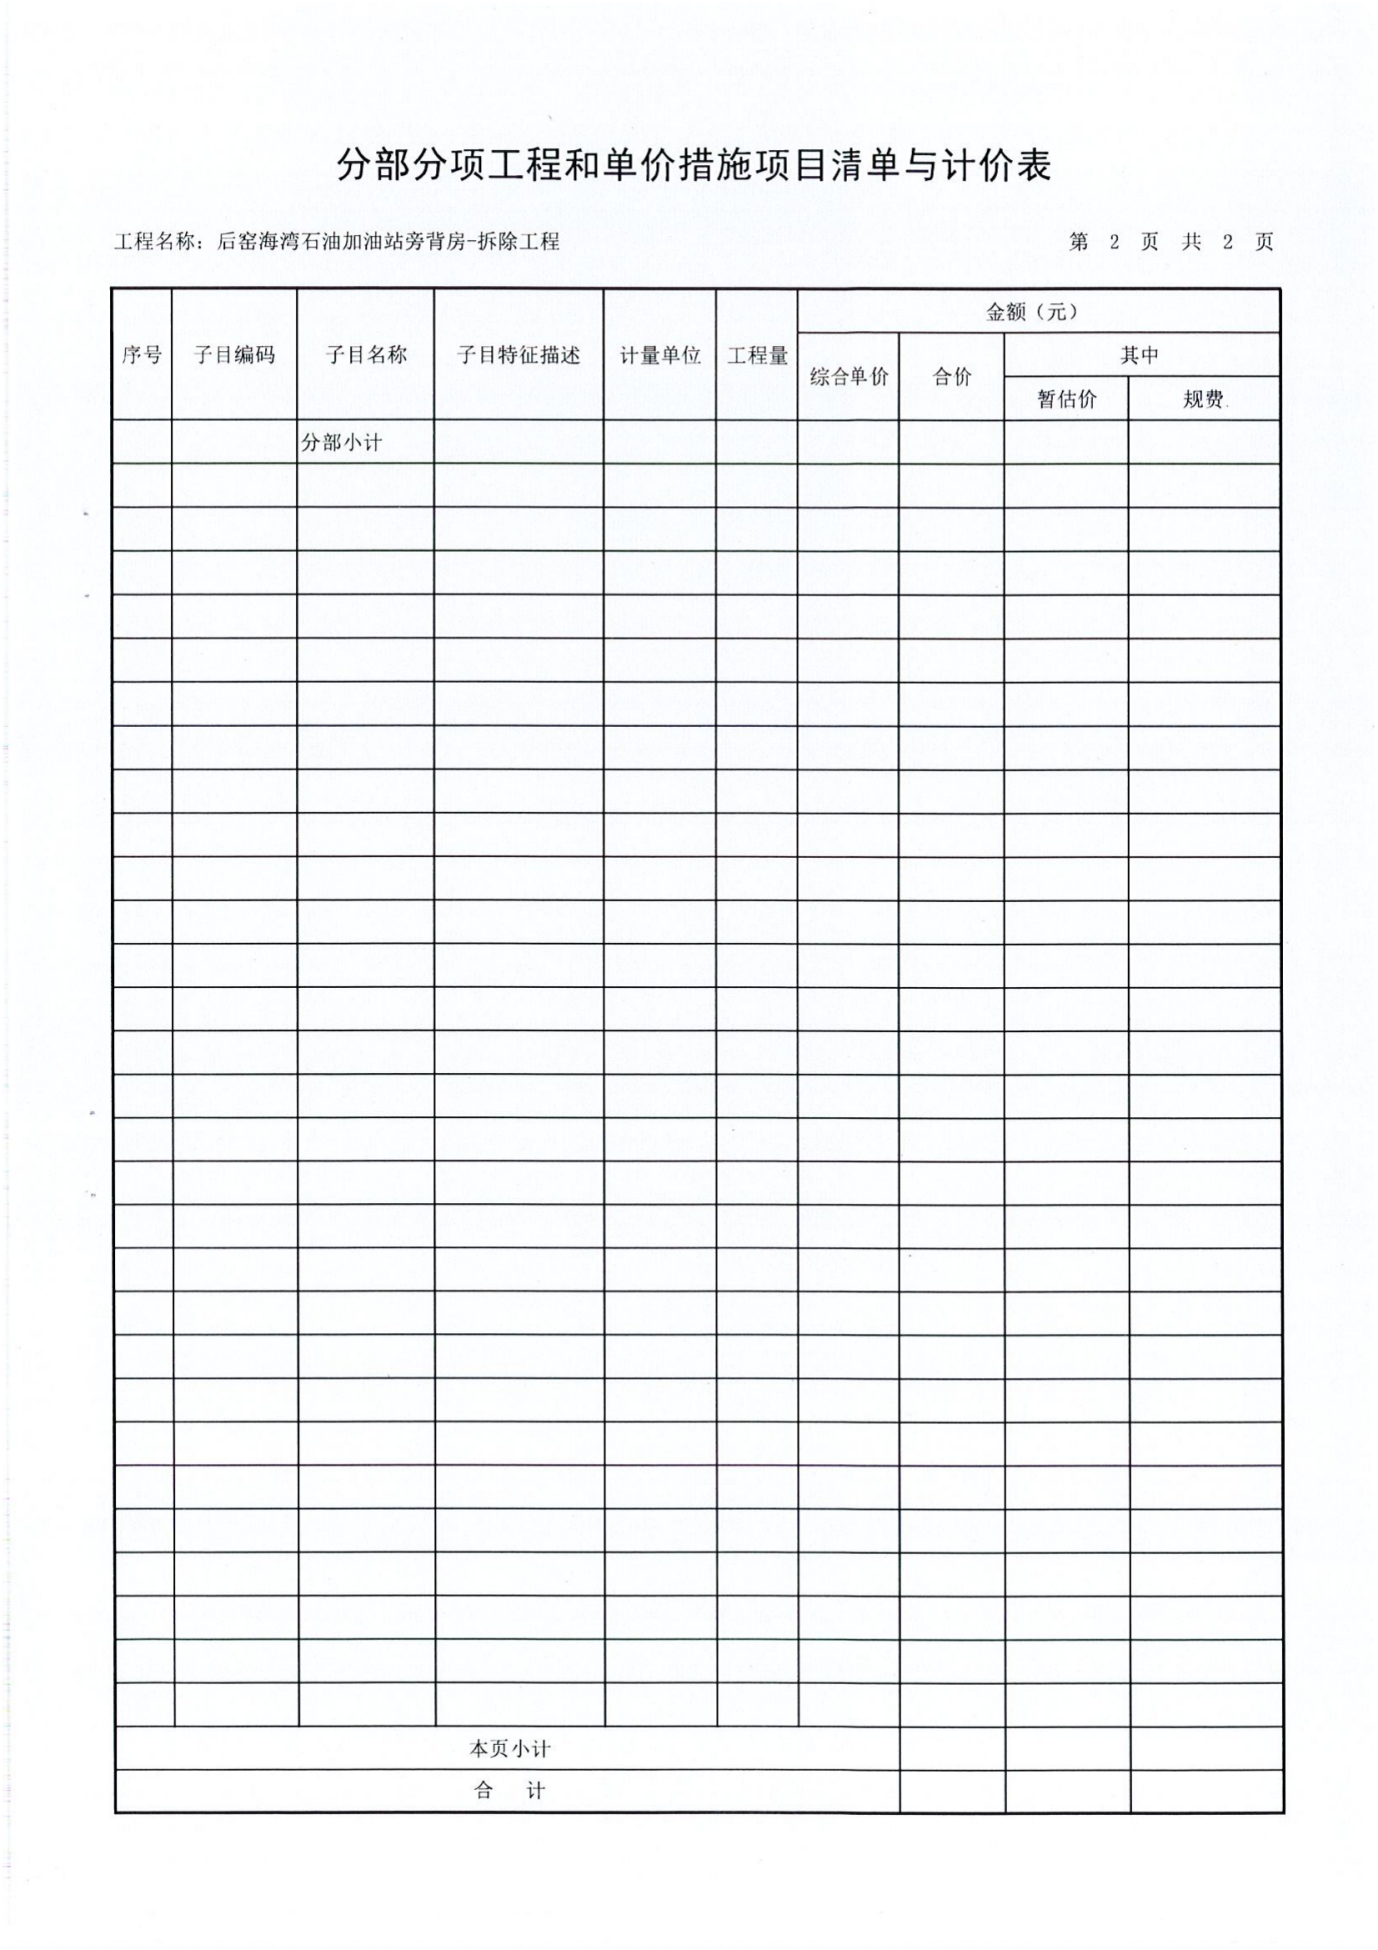 分部分项工程和单价措施项目清单与计价表
工程名称：后窑海湾石油加油站旁背房-拆除工程
第 2 页 共 2 页
金额（元）
序号 子目编码 子目名称 子目特征描述 计量单位 工程量 其中
综合单价 合价
暂估价 规费
分部小计
本页小计
合 计